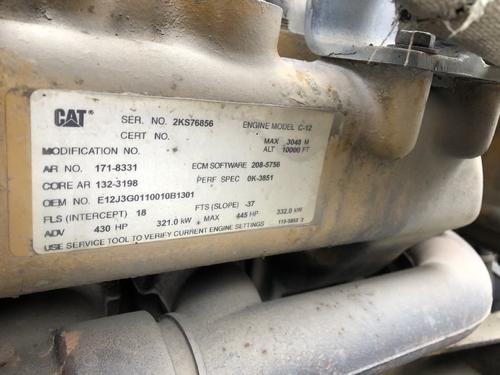 CAT®
SER. NO. 2KS76856 ENGINE MODEL C-12
CERT NO. MAX 3048 M
MODIFICATION NO. ALT 10000 FT
AR NO. 171-8331 ECM SOFTWARE 208-5756
CORE AR 132-3198 PERF SPEC 0K-3851
OEM NO. E12J3G0110010B1301
FLS (INTERCEPT) 18 FTS (SLOPE) -37
ADV 430 HP 321.0 kW MAX 445 HP 332.0 kW
USE SERVICE TOOL TO VERIFY CURRENT ENGINE SETTINGS